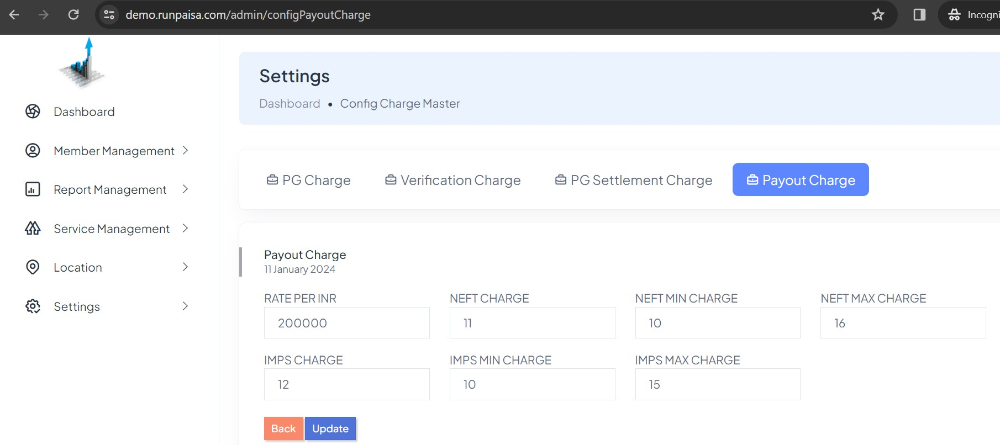 demo.runpaisa.com/admin/configPayoutCharge
Dashboard
Member Management
Report Management
Service Management
Location
Settings
Settings
Dashboard • Config Charge Master
PG Charge Verification Charge PG Settlement Charge Payout Charge
Payout Charge
11 January 2024
RATE PER INR NEFT CHARGE NEFT MIN CHARGE NEFT MAX CHARGE
200000 11 10 16
IMPS CHARGE IMPS MIN CHARGE IMPS MAX CHARGE
12 10 15
Back Update